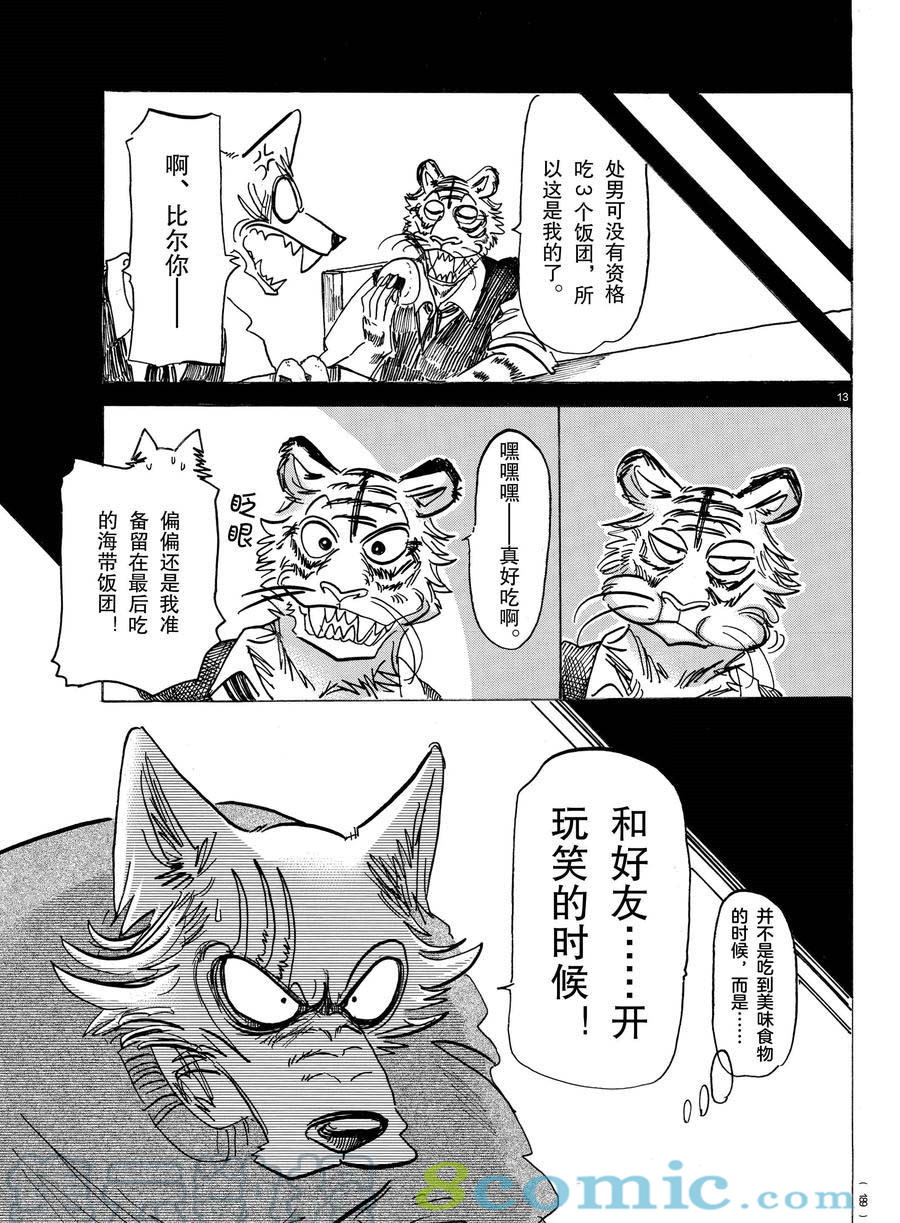 处男可没有资格
吃3个饭团，所
以这是我的了。
啊、比尔你——
13
嘿嘿嘿——真好吃啊。
眨眼
偏偏还是我准
备留在最后吃
的海带饭团！
并不是吃到美味食物
的时候，而是……
和好友……开
玩笑的时候！
8comic.com